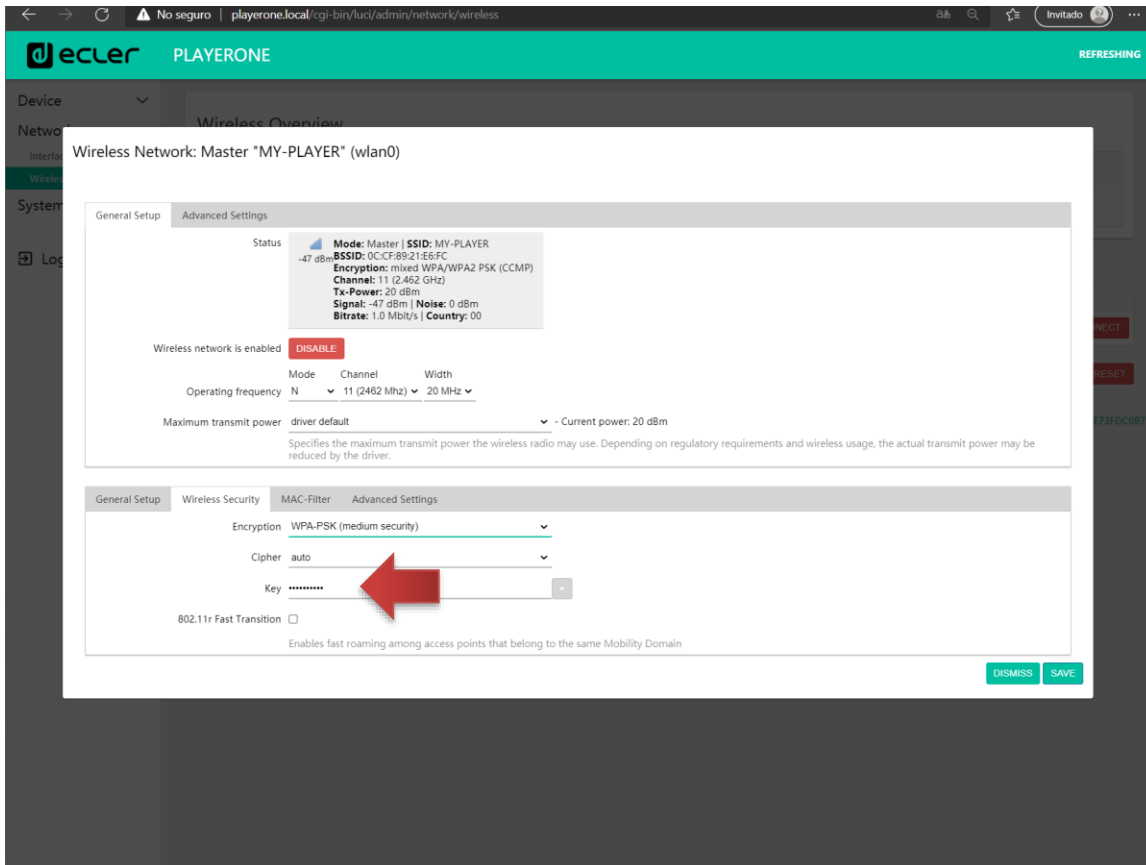 No seguro | playerone.local/cgi-bin/luci/admin/network/wireless
Invitado
ecler PLAYERONE REFRESHING
Device
Wireless Overview
Wireless Network: Master "MY-PLAYER" (wlan0)
System
General Setup Advanced Settings
Status
Mode: Master | SSID: MY-PLAYER
-47 dBm BSSID: 0C:CF:89:21:E6:FC
Encryption: mixed WPA/WPA2 PSK (CCMP)
Channel: 11 (2.462 GHz)
Tx-Power: 20 dBm
Signal: -47 dBm | Noise: 0 dBm
Bitrate: 1.0 Mbit/s | Country: 00
Wireless network is enabled DISABLE
Mode Channel Width
Operating frequency N 11 (2462 Mhz) 20 MHz
Maximum transmit power driver default - Current power: 20 dBm
Specifies the maximum transmit power the wireless radio may use. Depending on regulatory requirements and wireless usage, the actual transmit power may be
reduced by the driver.
RESET
General Setup Wireless Security MAC-Filter Advanced Settings
Encryption WPA-PSK (medium security)
Cipher auto
Key ••••••••••
802.11r Fast Transition
Enables fast roaming among access points that belong to the same Mobility Domain
DISMISS SAVE